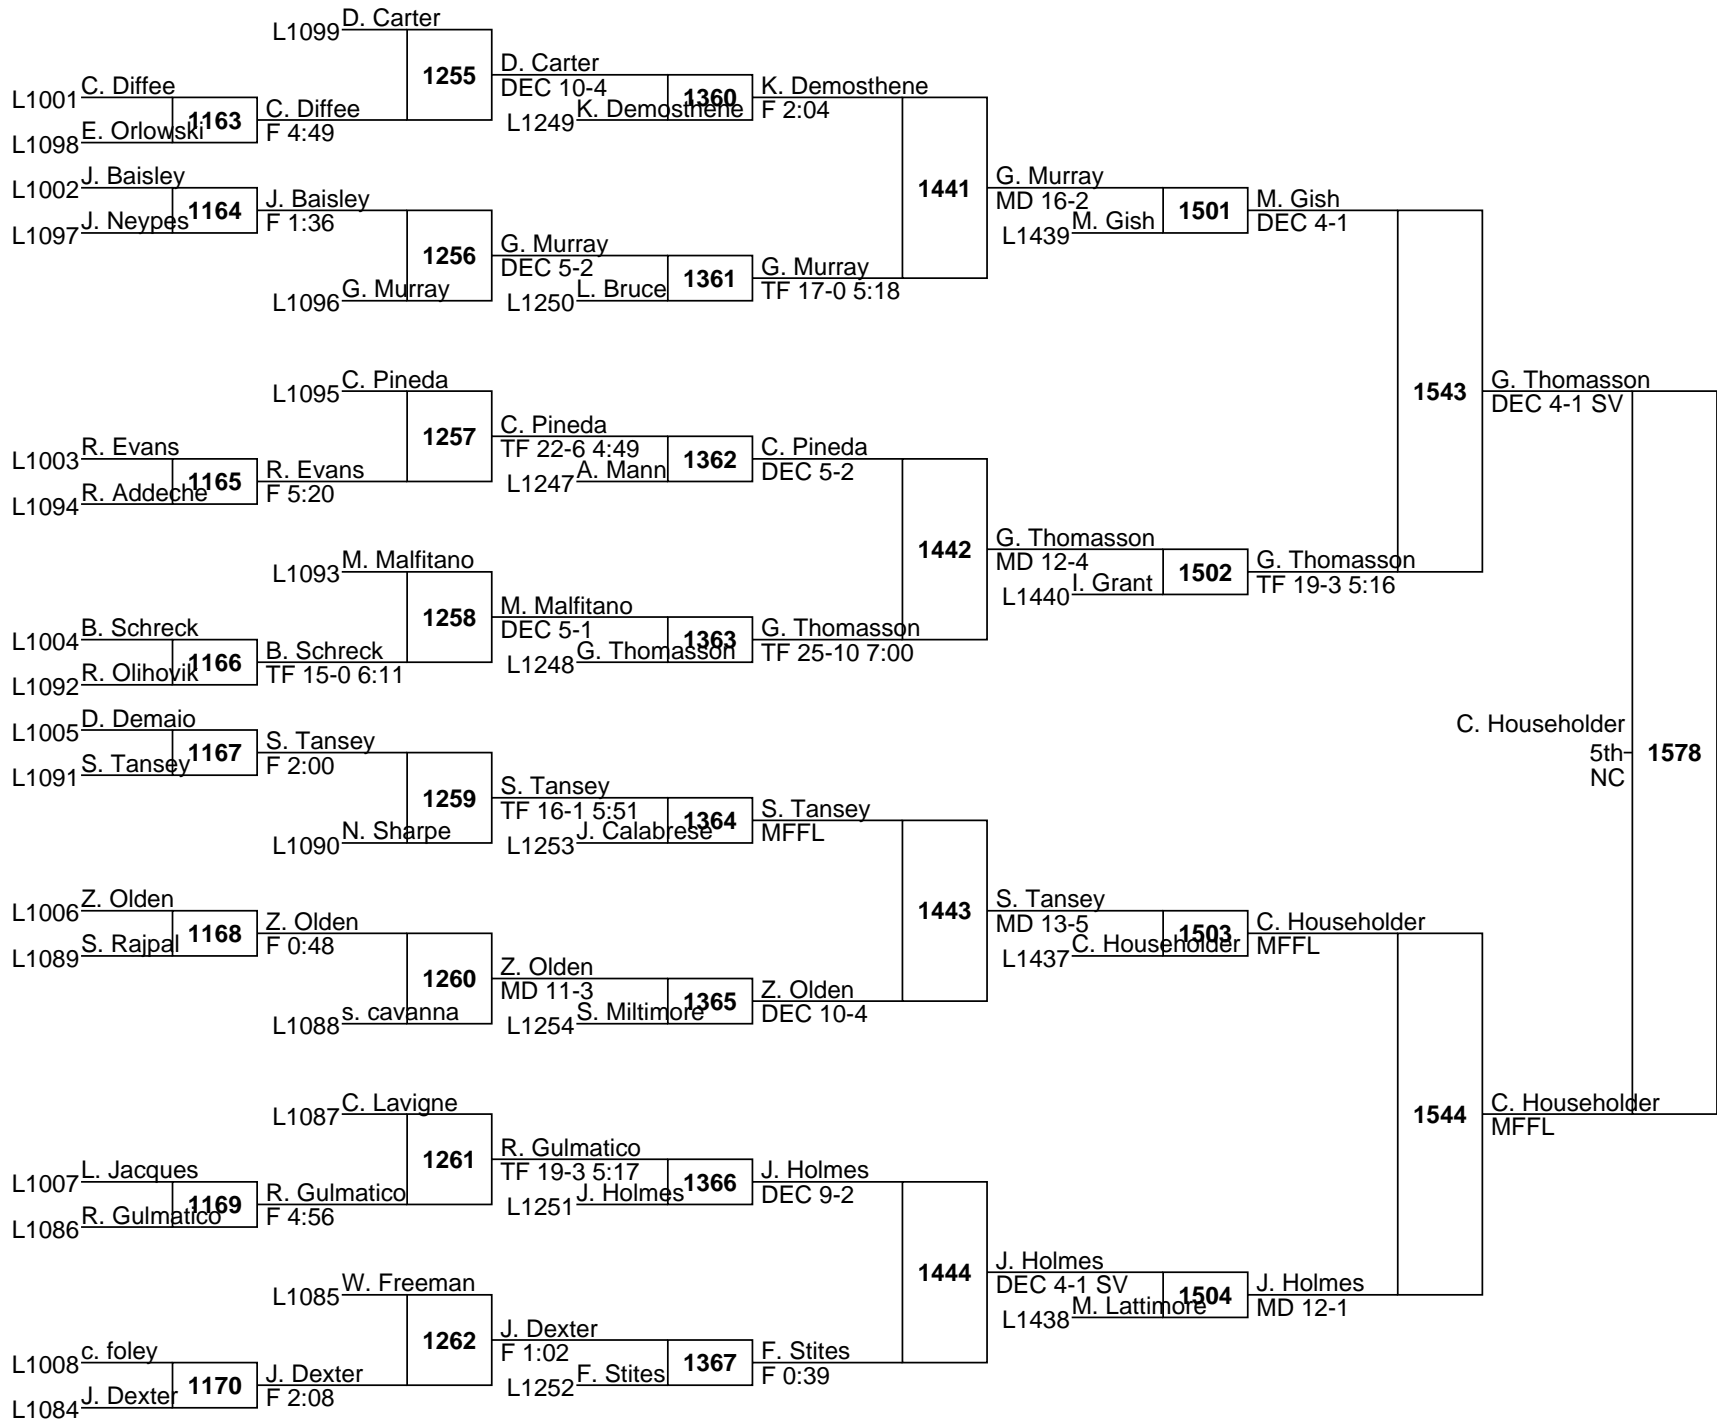 D. Carter
L1099
1255
D. Carter
DEC 10-4
C. Diffee
L1001
1163
C. Diffee
F 4:49
E. Orlowski
L1098
1360
K. Demosthene
L1249
K. Demosthene
F 2:04
J. Baisley
L1002
1164
J. Baisley
F 1:36
J. Neypes
L1097
1256
G. Murray
L1096
G. Murray
DEC 5-2
L. Bruce
L1250
1361
G. Murray
TF 17-0 5:18
1441
G. Murray
MD 16-2
M. Gish
L1439
1501
M. Gish
DEC 4-1
C. Pineda
L1095
1257
C. Pineda
TF 22-6 4:49
R. Evans
L1003
1165
R. Evans
F 5:20
R. Addeche
L1094
A. Mann
L1247
1362
C. Pineda
DEC 5-2
M. Malfitano
L1093
1258
M. Malfitano
DEC 5-1
B. Schreck
L1004
1166
B. Schreck
TF 15-0 6:11
R. Olihovik
L1092
G. Thomasson
L1248
1363
G. Thomasson
TF 25-10 7:00
1442
G. Thomasson
MD 12-4
I. Grant
L1440
1502
G. Thomasson
TF 19-3 5:16
1543
G. Thomasson
DEC 4-1 SV
D. Demaio
L1005
1167
S. Tansey
F 2:00
S. Tansey
L1091
1259
N. Sharpe
L1090
S. Tansey
TF 16-1 5:51
J. Calabrese
L1253
1364
S. Tansey
MFFL
C. Householder
5th
NC
1578
Z. Olden
L1006
1168
Z. Olden
F 0:48
S. Rajpal
L1089
1260
s. cavanna
L1088
Z. Olden
MD 11-3
S. Miltimore
L1254
1365
Z. Olden
DEC 10-4
1443
S. Tansey
MD 13-5
C. Householder
L1437
1503
C. Householder
MFFL
C. Lavigne
L1087
1261
R. Gulmatico
TF 19-3 5:17
L. Jacques
L1007
1169
R. Gulmatico
F 4:56
R. Gulmatico
L1086
J. Holmes
L1251
1366
J. Holmes
DEC 9-2
1544
C. Householder
MFFL
W. Freeman
L1085
1262
J. Dexter
F 1:02
c. foley
L1008
1170
J. Dexter
F 2:08
J. Dexter
L1084
F. Stites
L1252
1367
F. Stites
F 0:39
1444
J. Holmes
DEC 4-1 SV
M. Lattimore
L1438
1504
J. Holmes
MD 12-1